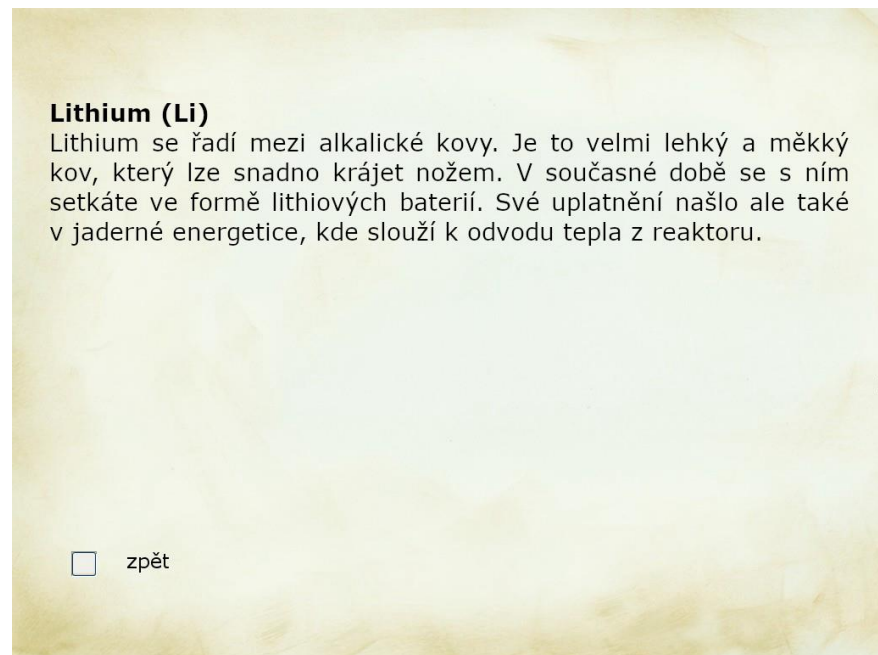 Lithium (Li)
Lithium se řadí mezi alkalické kovy. Je to velmi lehký a měkký
kov, který lze snadno krájet nožem. V současné době se s ním
setkáte ve formě lithiových baterií. Své uplatnění našlo ale také
v jaderné energetice, kde slouží k odvodu tepla z reaktoru.
zpět